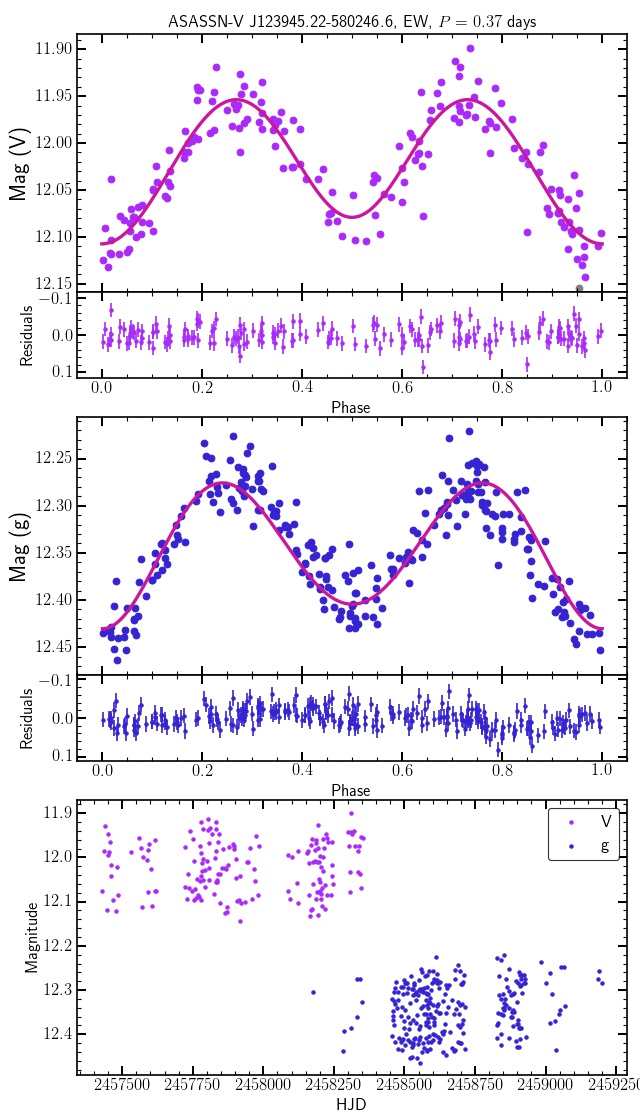 ASASSN-V J123945.22-580246.6, EW, P = 0.37 days
Mag (V)
11.90
11.95
12.00
12.05
12.10
12.15
Residuals
−0.1
0.0
0.1
0.0 0.2 0.4 0.6 0.8 1.0
Phase
Mag (g)
12.25
12.30
12.35
12.40
12.45
Residuals
−0.1
0.0
0.1
0.0 0.2 0.4 0.6 0.8 1.0
Phase
Magnitude
11.9
12.0
12.1
12.2
12.3
12.4
V
g
2457500 2457750 2458000 2458250 2458500 2458750 2459000 2459250
HJD